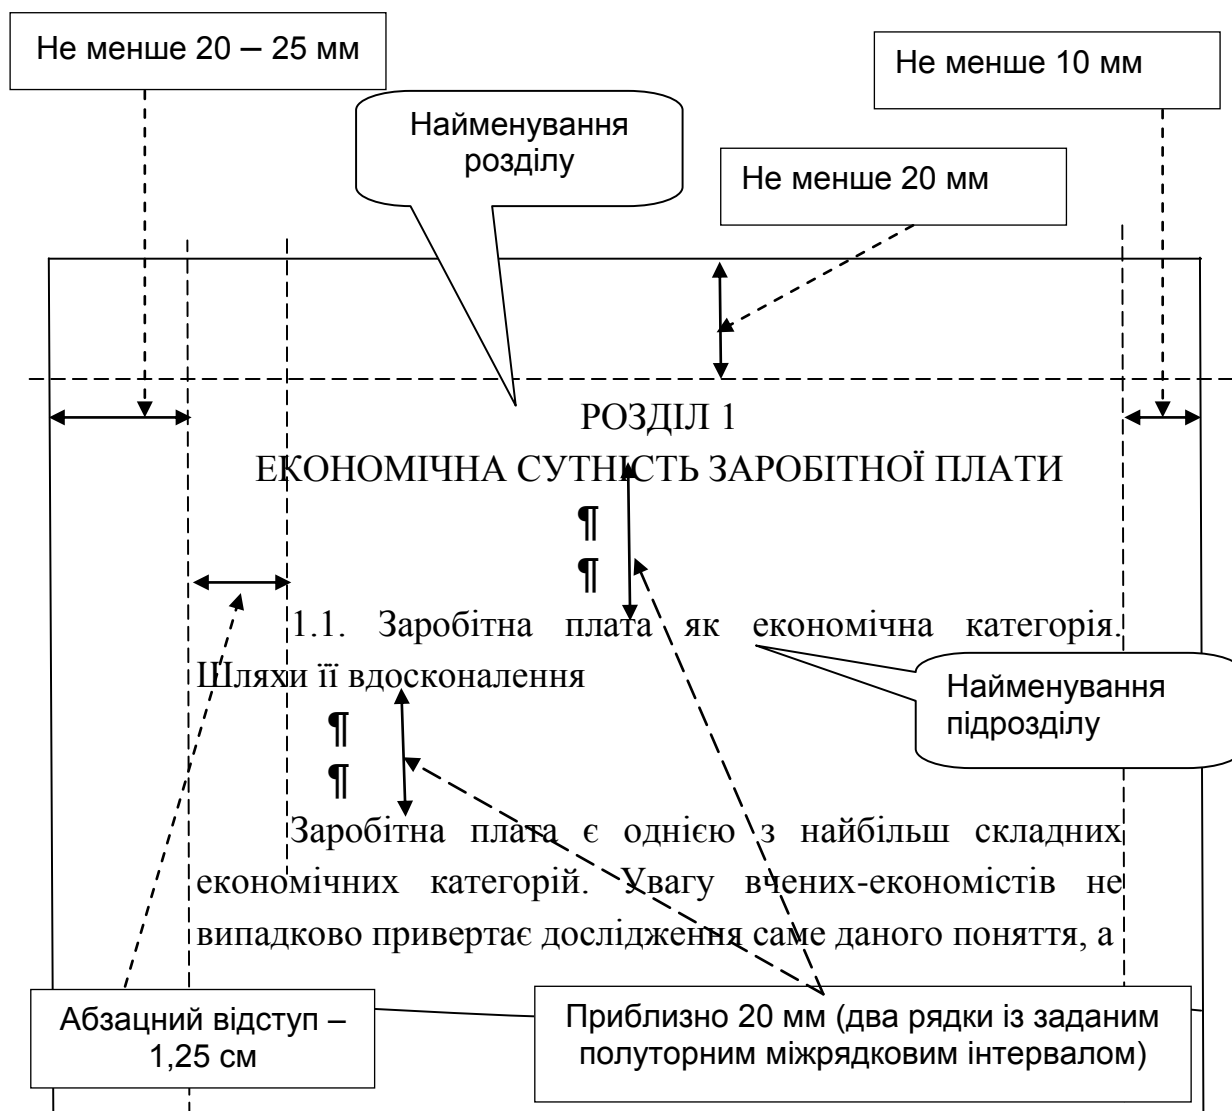 Не менше 20 – 25 мм
Не менше 10 мм
Найменування
розділу
Не менше 20 мм
РОЗДІЛ 1
ЕКОНОМІЧНА СУТНІСТЬ ЗАРОБІТНОЇ ПЛАТИ
¶
¶
1.1. Заробітна плата як економічна категорія.
Шляхи її вдосконалення
Найменування
підрозділу
¶
¶
Заробітна плата є однією з найбільш складних
економічних категорій. Увагу вчених-економістів не
випадково привертає дослідження саме даного поняття, а
Абзацний відступ –
1,25 см
Приблизно 20 мм (два рядки із заданим
полуторним міжрядковим інтервалом)